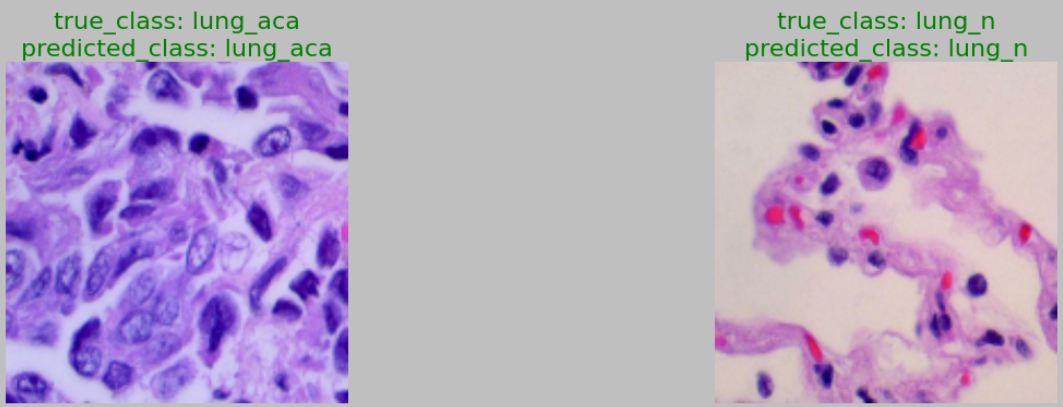 true_class: lung_aca
predicted_class: lung_aca
true_class: lung_n
predicted_class: lung_n